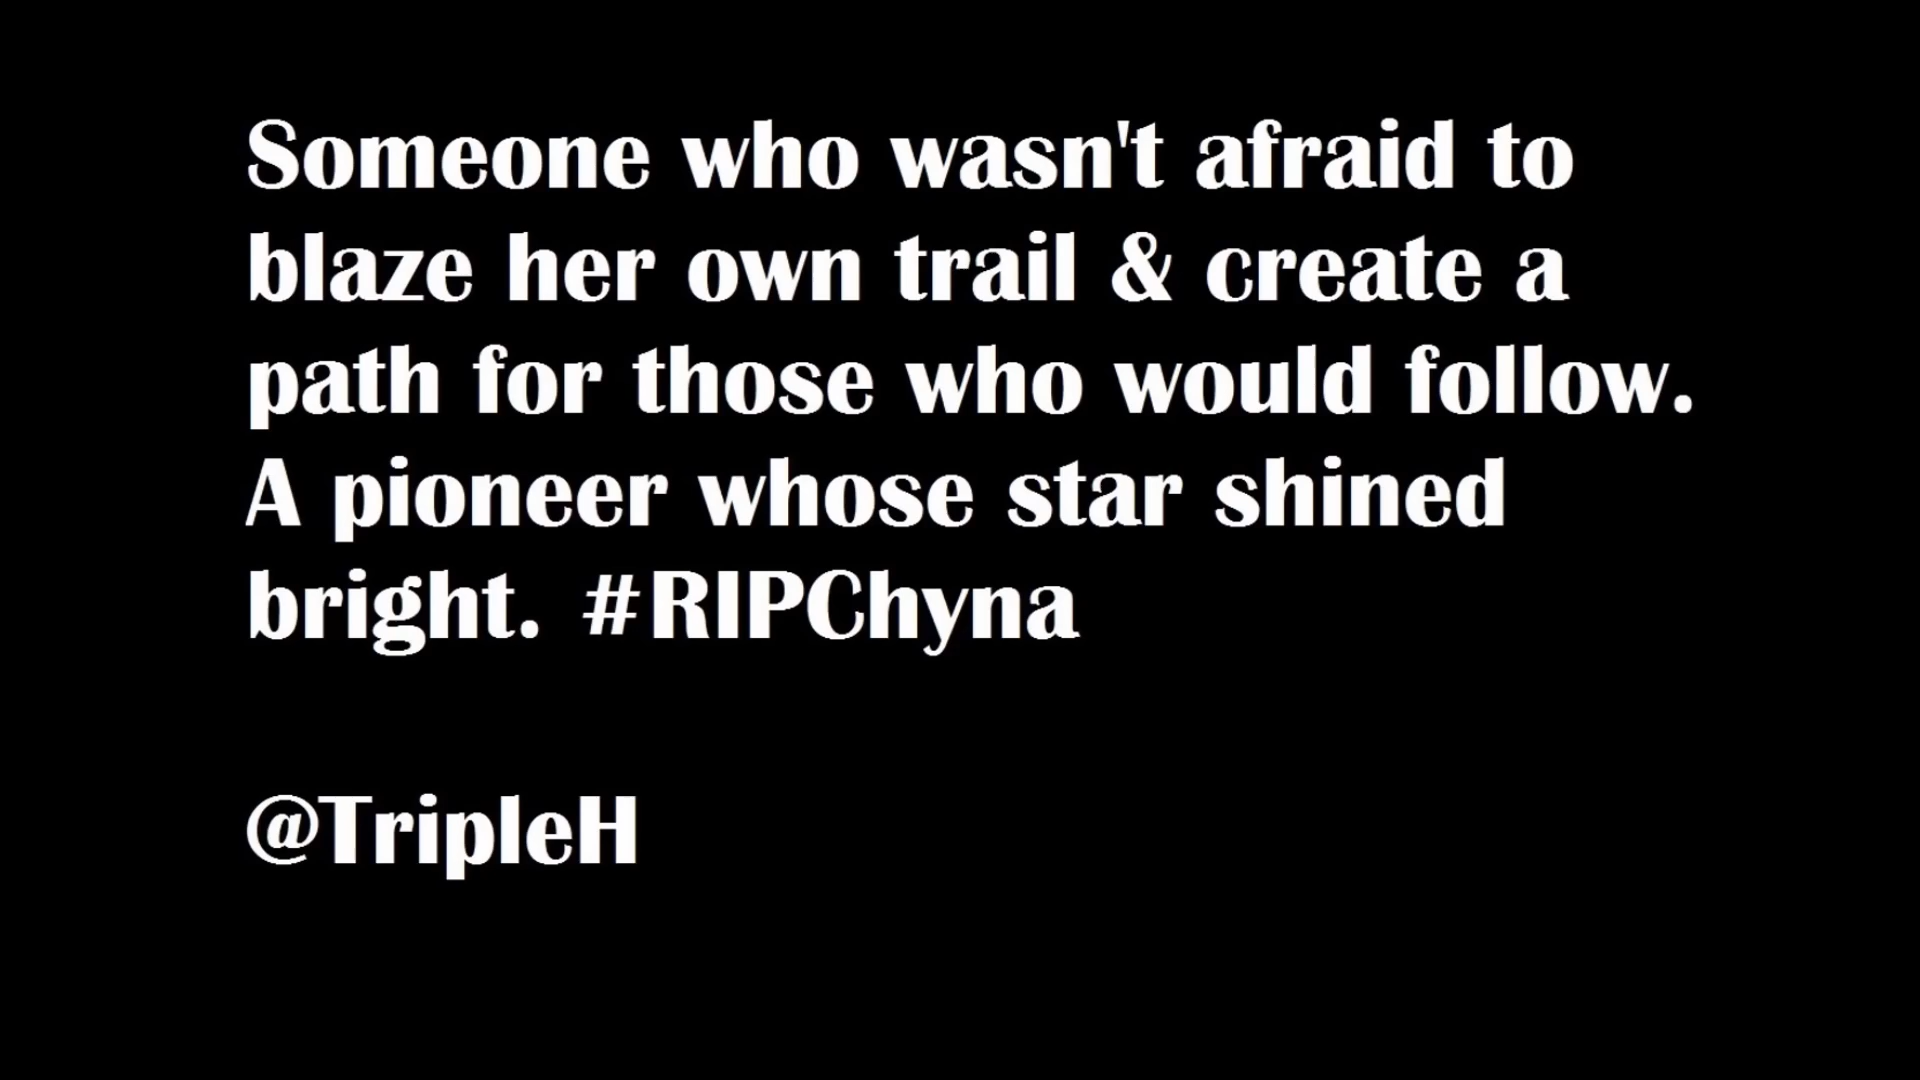 Someone who wasn't afraid to
blaze her own trail & create a
path for those who would follow.
A pioneer whose star shined
bright. #RIPChyna
@TripleH